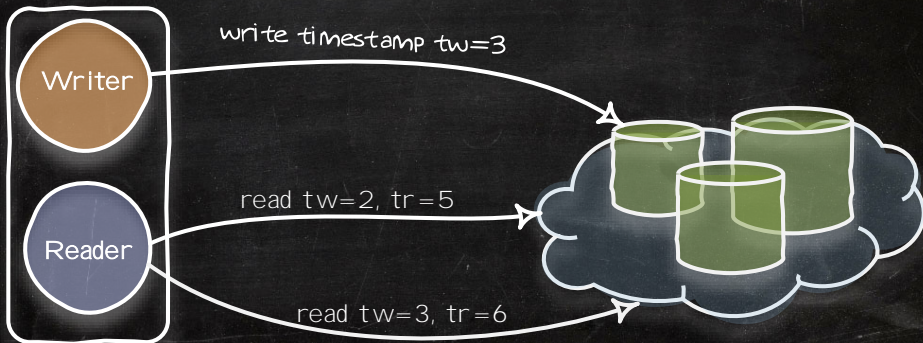 write timestamp tw=3
Writer
read tw=2, tr=5
Reader
read tw=3, tr=6